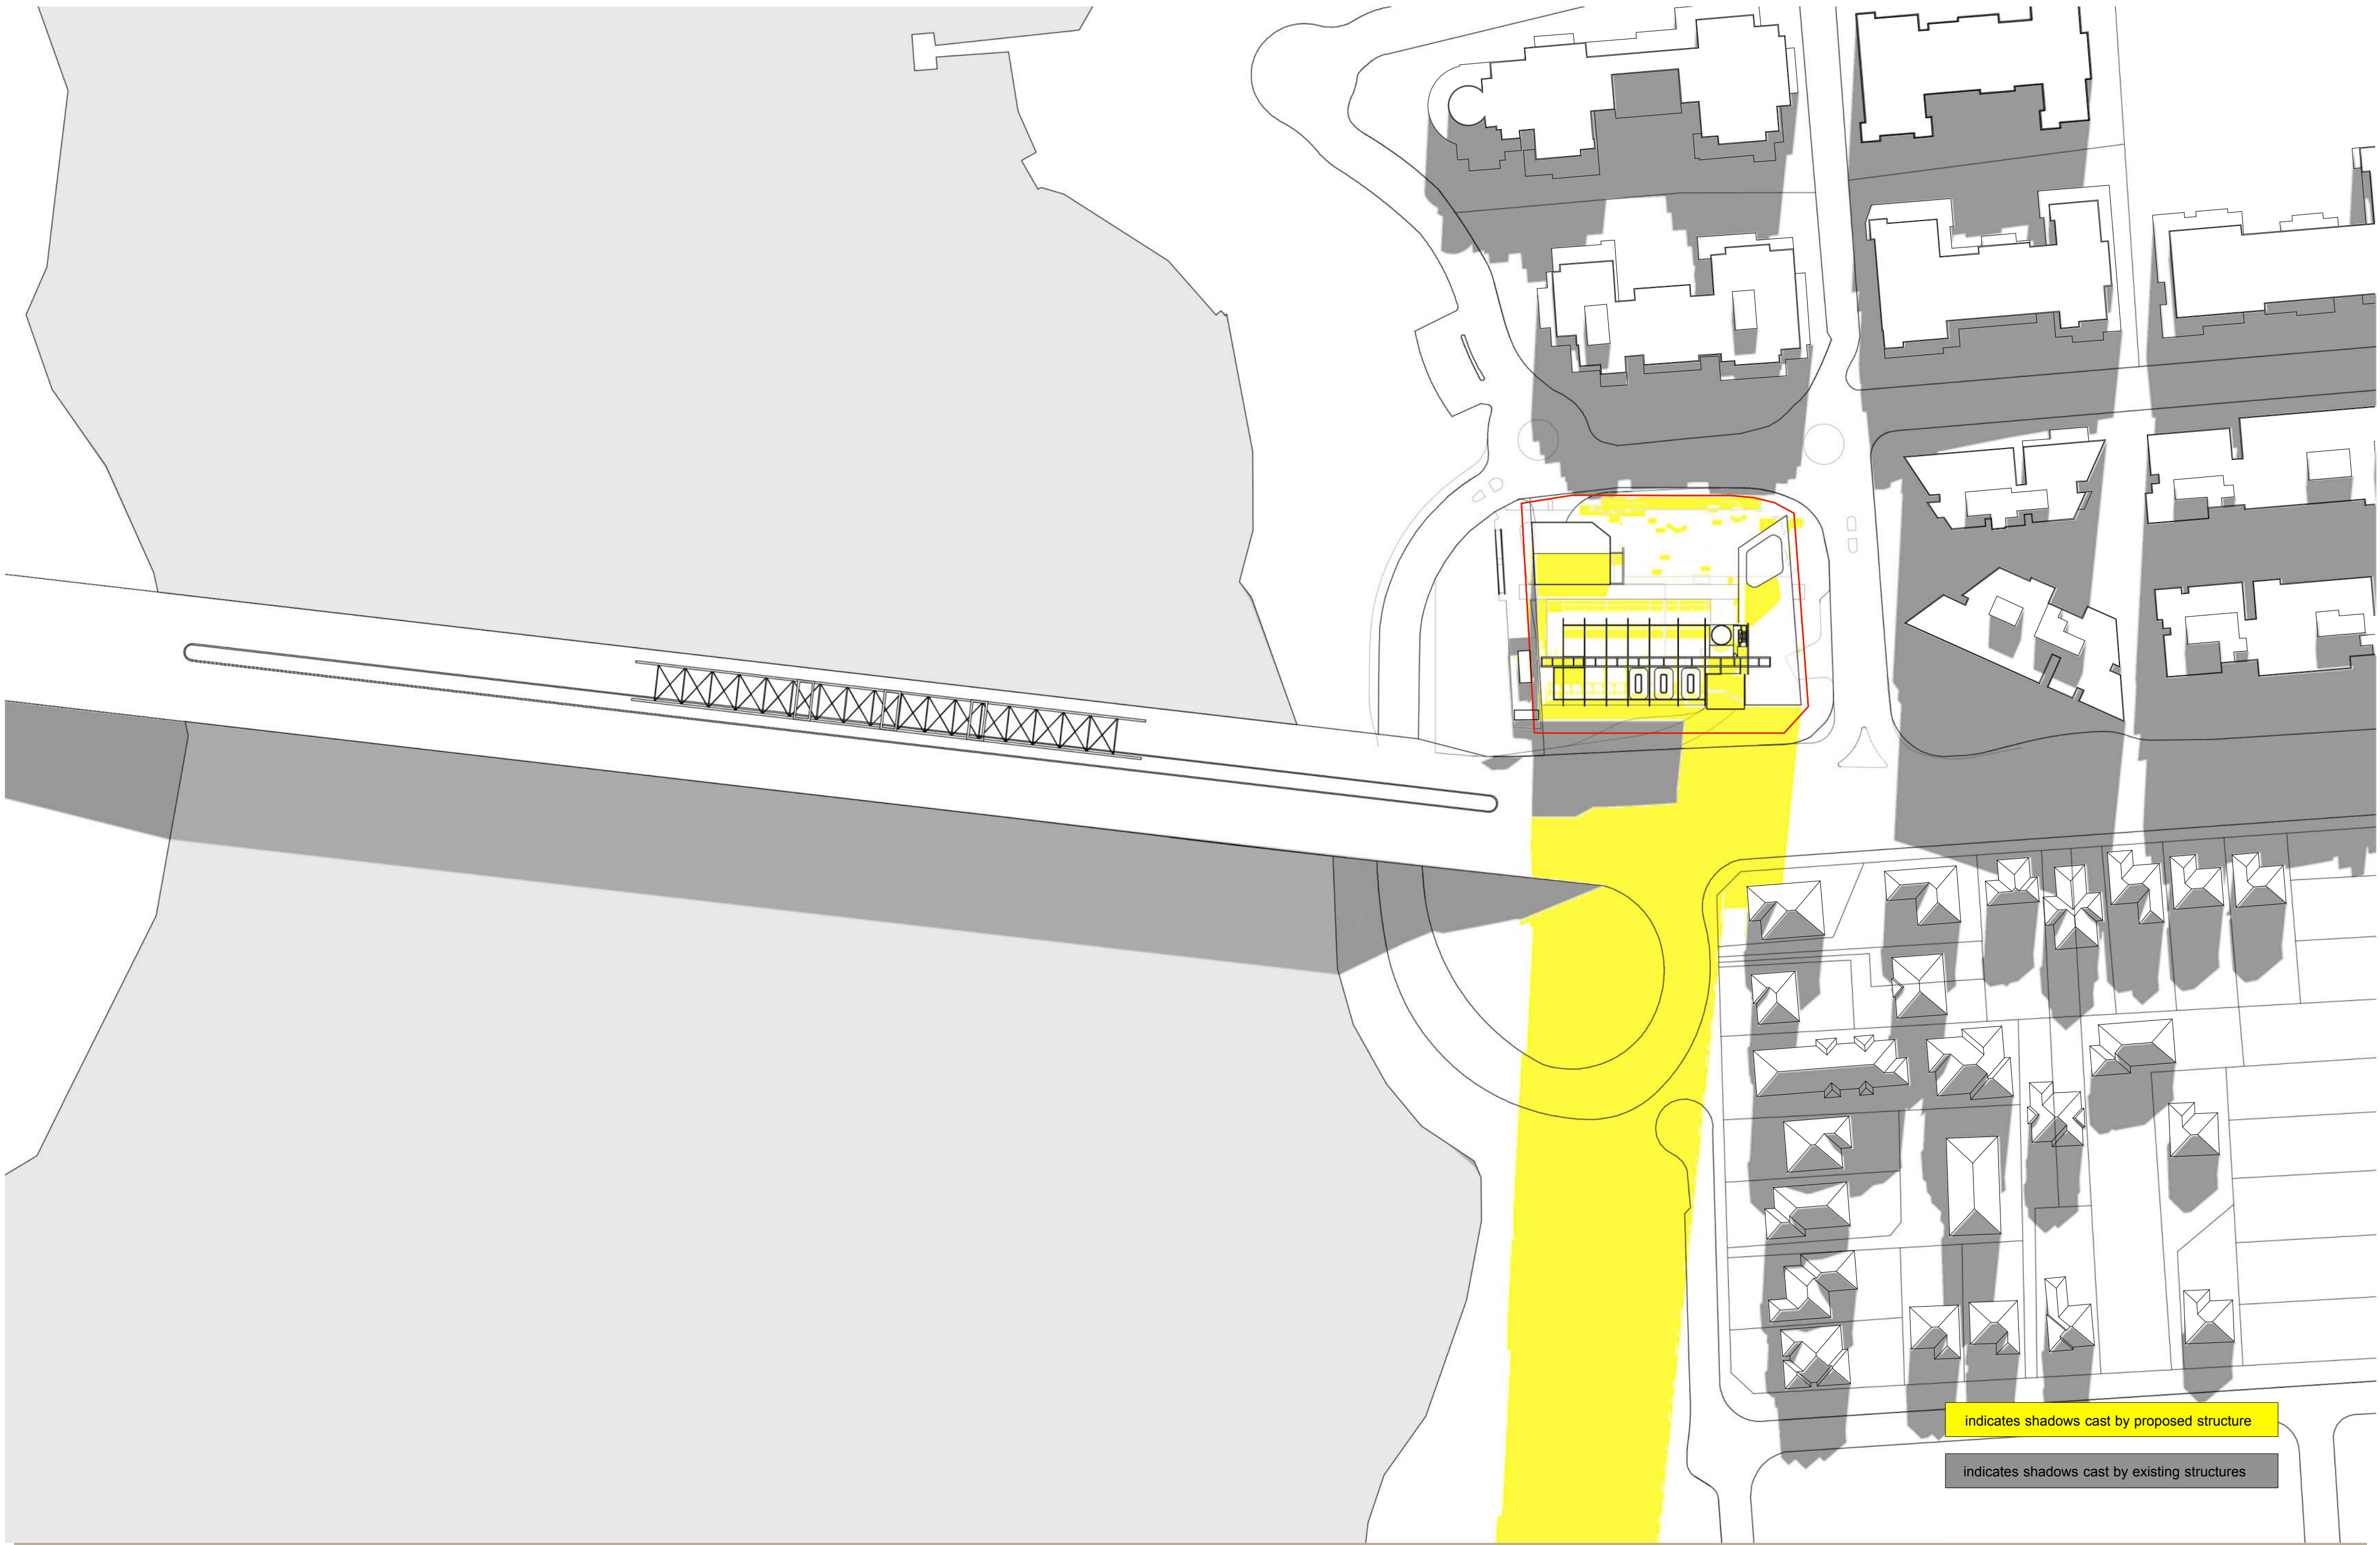 indicates shadows cast by proposed structure
indicates shadows cast by existing structures